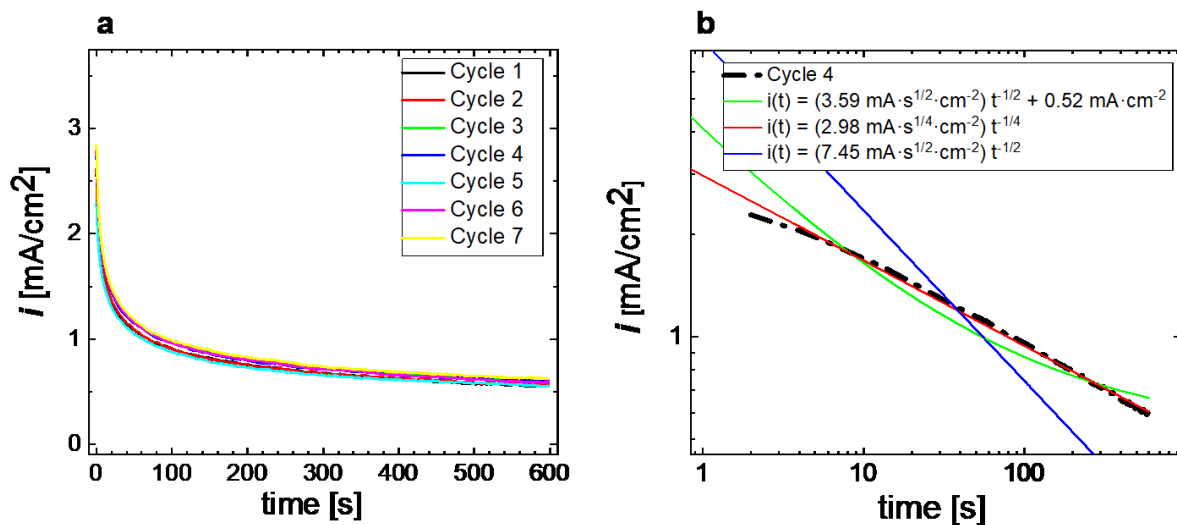 a
i [mA/cm²]
3
2
1
0
Cycle 1
Cycle 2
Cycle 3
Cycle 4
Cycle 5
Cycle 6
Cycle 7
0 100 200 300 400 500 600
time [s]
b
i [mA/cm²]
1
Cycle 4
i(t) = (3.59 mA·s^1/2·cm^-2) t^-1/2 + 0.52 mA·cm^-2
i(t) = (2.98 mA·s^1/4·cm^-2) t^-1/4
i(t) = (7.45 mA·s^1/2·cm^-2) t^-1/2
1 10 100
time [s]